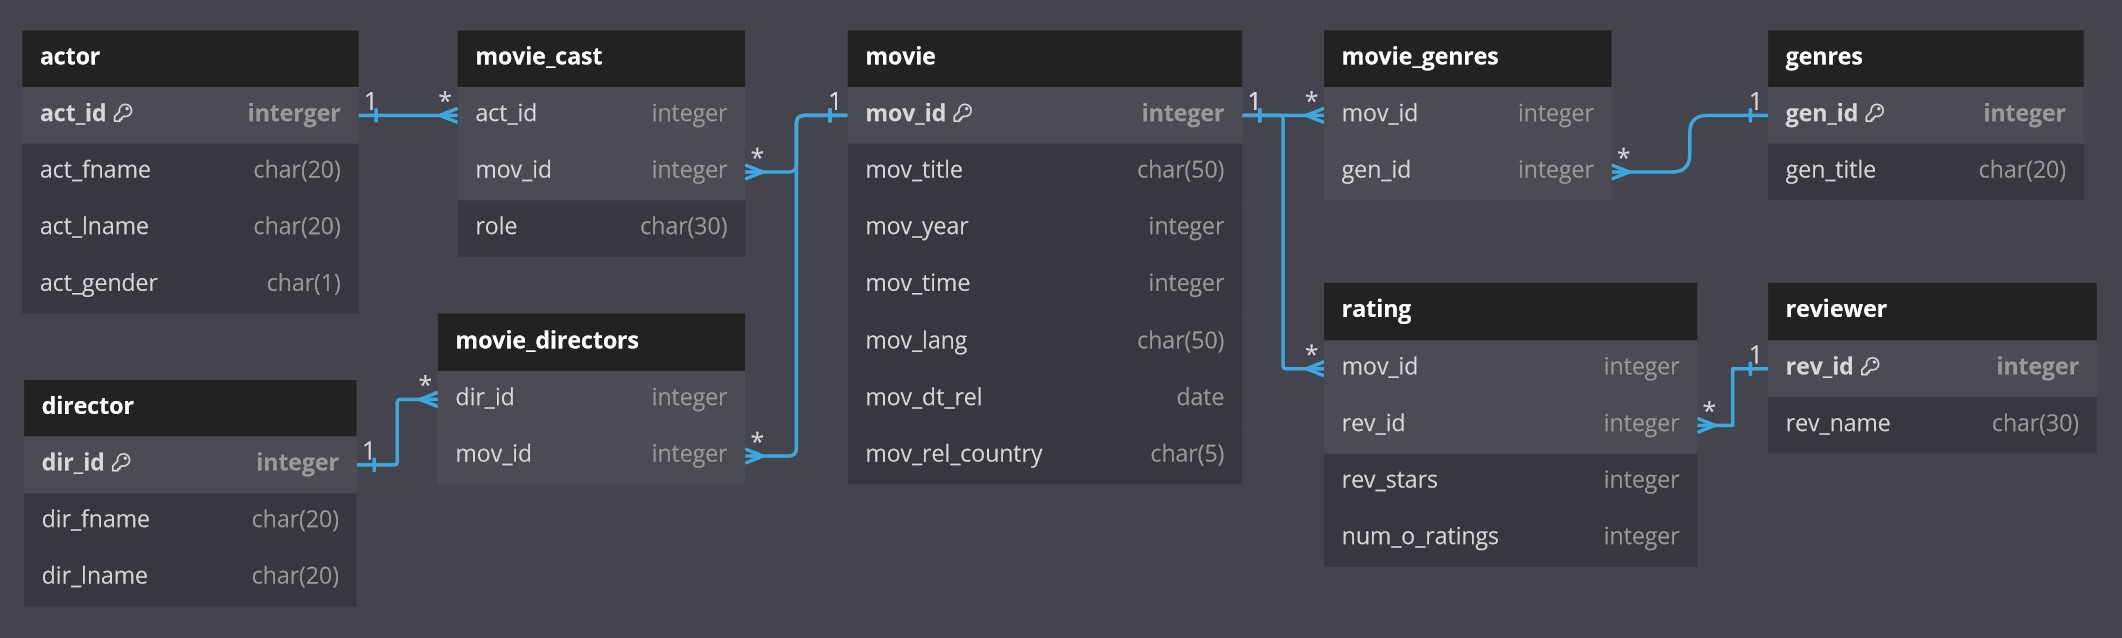 actor
act_id interger
act_fname char(20)
act_lname char(20)
act_gender char(1)
1 *
movie_cast
act_id integer
mov_id integer
role char(30)
* 1
movie
mov_id integer
mov_title char(50)
mov_year integer
mov_time integer
mov_lang char(50)
mov_dt_rel date
mov_rel_country char(5)
1 *
movie_genres
mov_id integer
gen_id integer
* 1
genres
gen_id integer
gen_title char(20)
director
dir_id integer
dir_fname char(20)
dir_lname char(20)
1 *
movie_directors
dir_id integer
mov_id integer
*
*
rating
mov_id integer
rev_id integer
rev_stars integer
num_o_ratings integer
* 1
reviewer
rev_id integer
rev_name char(30)